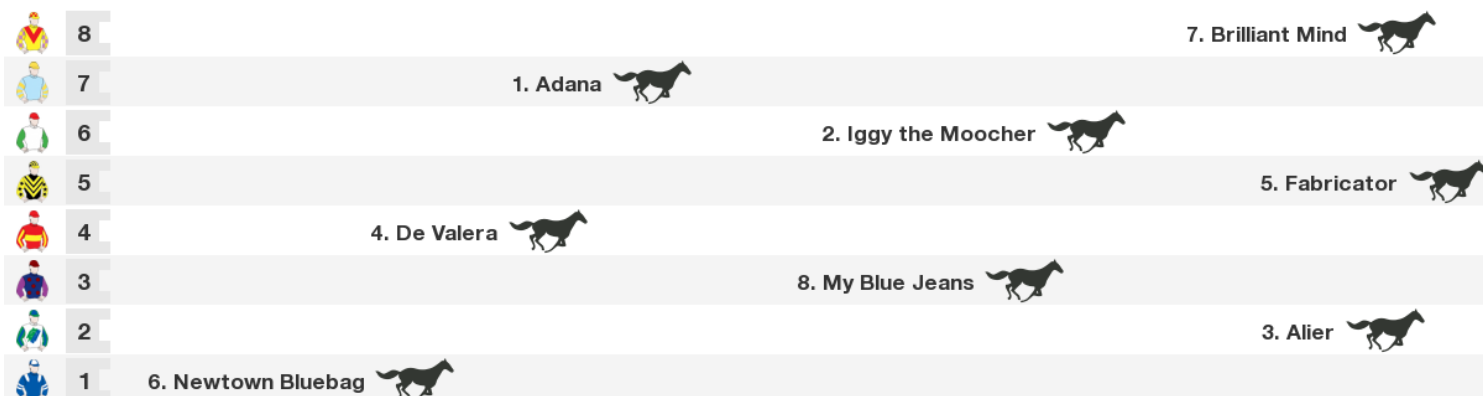 8 7. Brilliant Mind
7 1. Adana
6 2. Iggy the Moocher
5 5. Fabricator
4 4. De Valera
3 8. My Blue Jeans
2 3. Alier
1 6. Newtown Bluebag